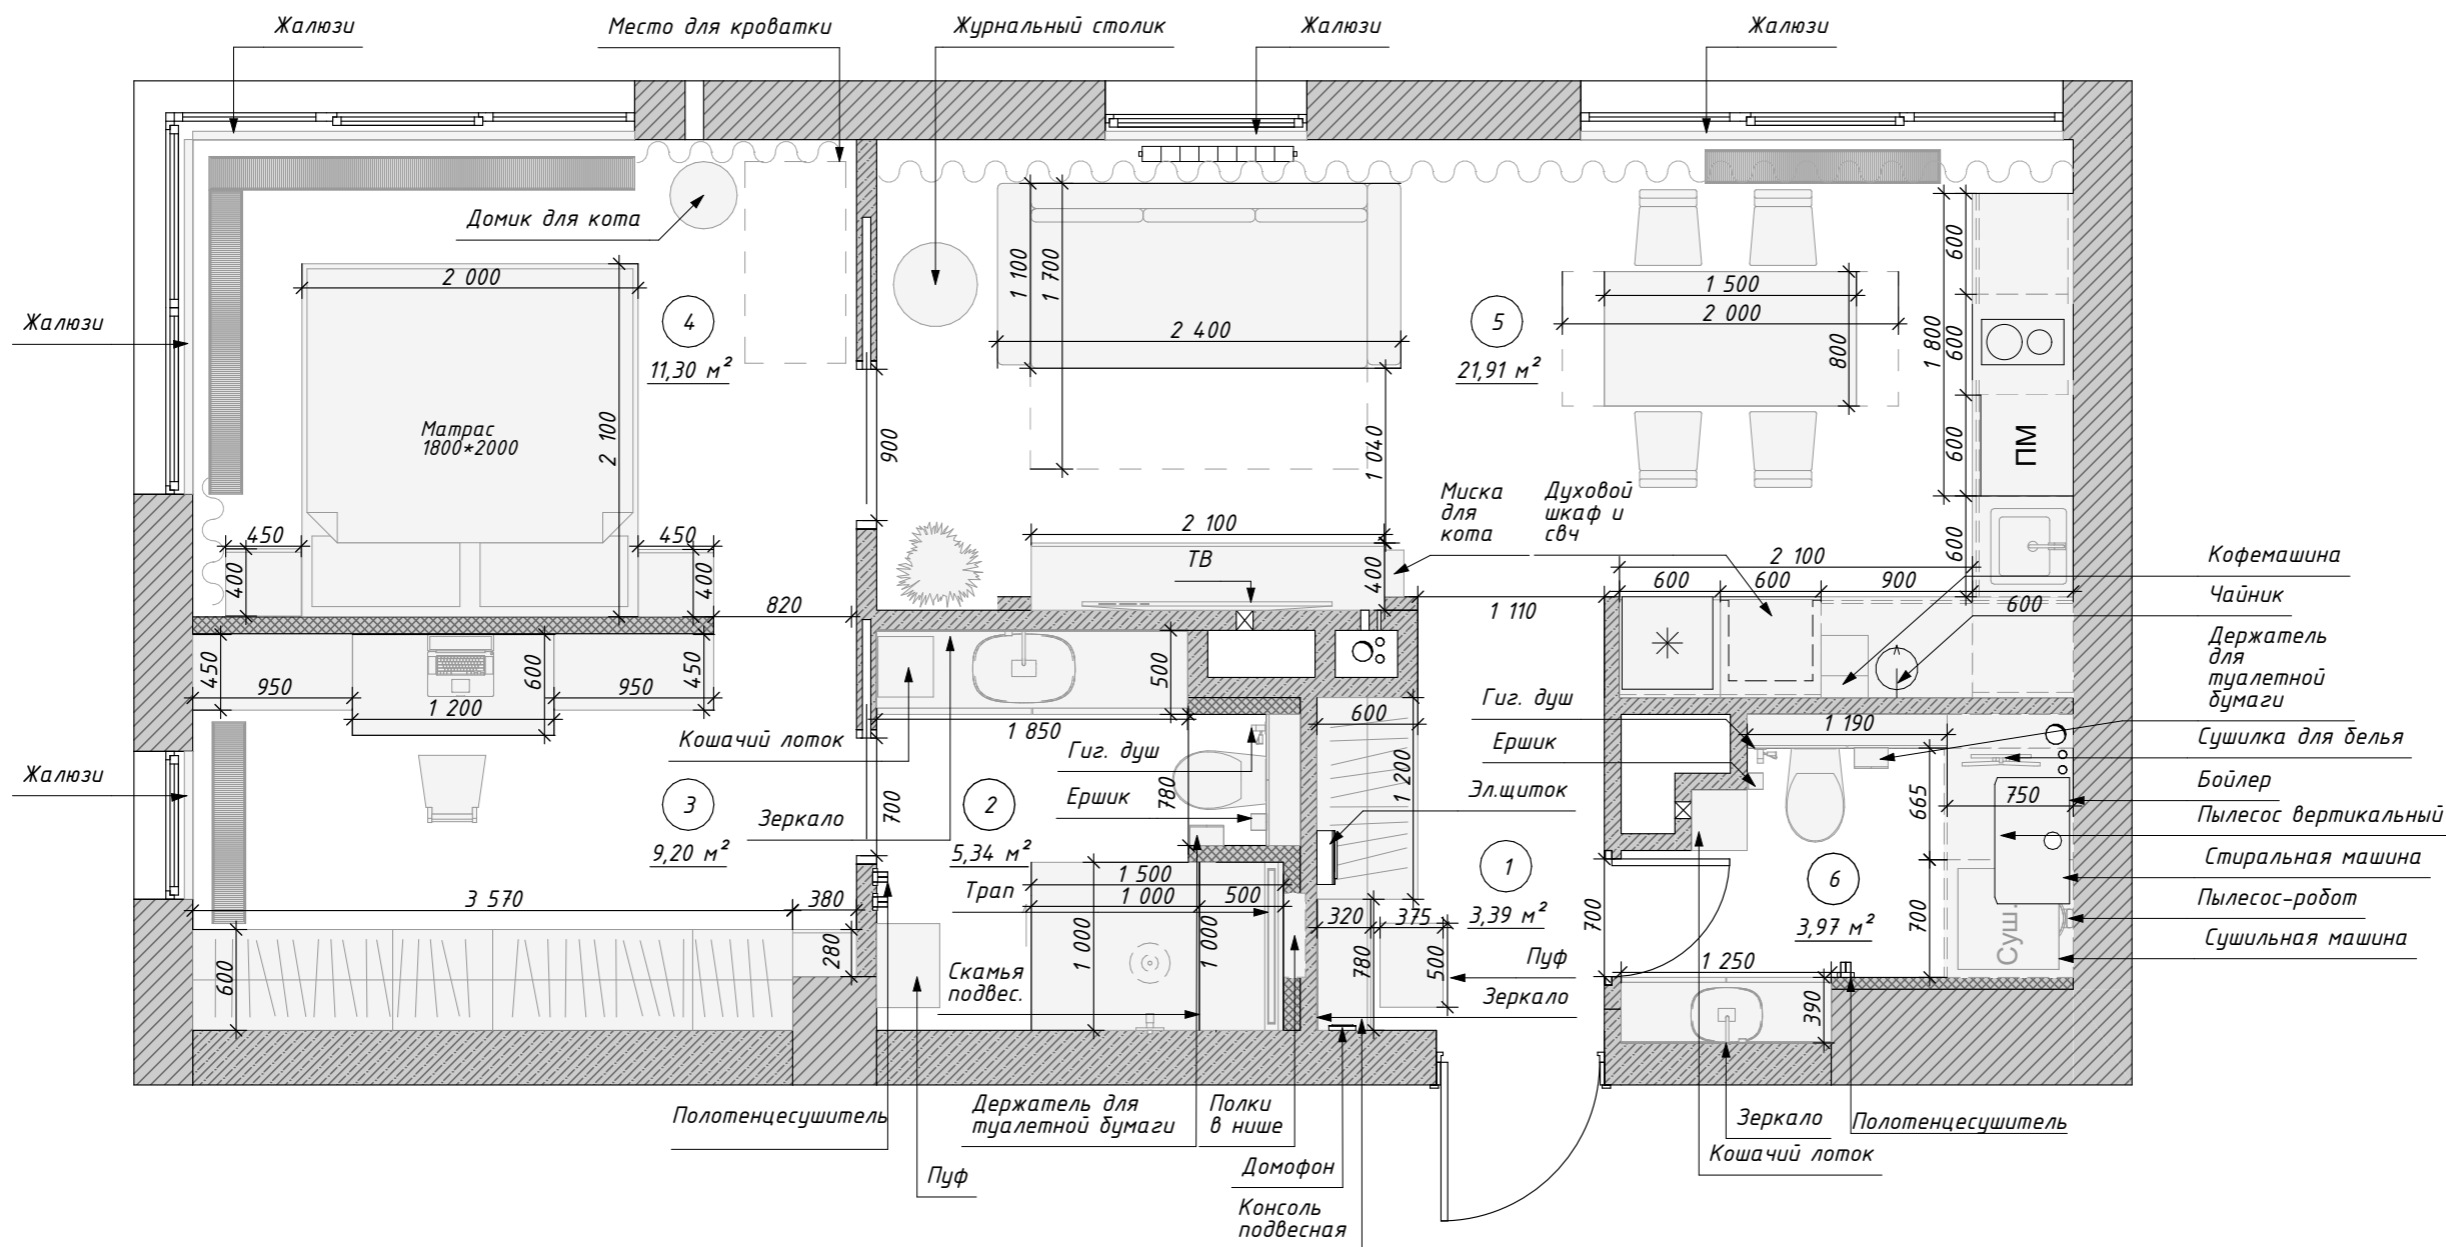 Жалюзи
Место для кроватки
Журнальный столик
Жалюзи
Жалюзи
Домик для кота
2 000
4
11,30 м²
Жалюзи
Матрас
1800*2000
2 100
450
450
400
400
820
900
1 100
1 700
2 400
5
21,91 м²
1 040
2 100
ТВ
400
1 500
2 000
800
600
1 800
600
600
ПМ
600
Миска
для
кота
Духовой
шкаф и
свч
2 100
600
600
900
600
1 110
Кофемашина
Чайник
Держатель
для
туалетной
бумаги
Сушилка для белья
Бойлер
Пылесос вертикальный
Стиральная машина
Пылесос-робот
Сушильная машина
450
950
1 200
600
950
450
Жалюзи
3
9,20 м²
3 570
380
280
600
Кошачий лоток
Зеркало
1 850
500
Гиг. душ
Ершик
780
700
2
5,34 м²
Трап
1 500
1 000
500
1 000
1 000
Скамья
подвес.
600
1 200
Гиг. душ
Ершик
Эл.щиток
1
3,39 м²
320
375
780
500
Пуф
Зеркало
700
1 190
665
750
6
3,97 м²
700
Суш.
1 250
390
Полотенцесушитель
Пуф
Держатель для
туалетной бумаги
Полки
в нише
Домофон
Консоль
подвесная
Зеркало
Кошачий лоток
Полотенцесушитель